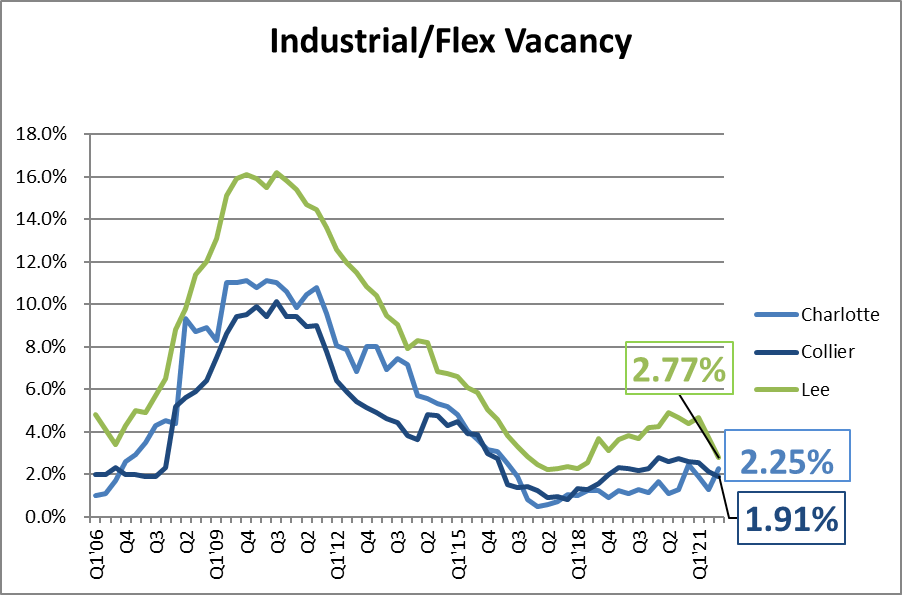 Industrial/Flex Vacancy
18.0%
16.0%
14.0%
12.0%
10.0%
8.0%
6.0%
4.0%
2.0%
0.0%
Q1'06
Q4
Q3
Q2
Q1'09
Q4
Q3
Q2
Q1'12
Q4
Q3
Q2
Q1'15
Q4
Q3
Q2
Q1'18
Q4
Q3
Q2
Q1'21
Charlotte
Collier
Lee
2.77%
2.25%
1.91%